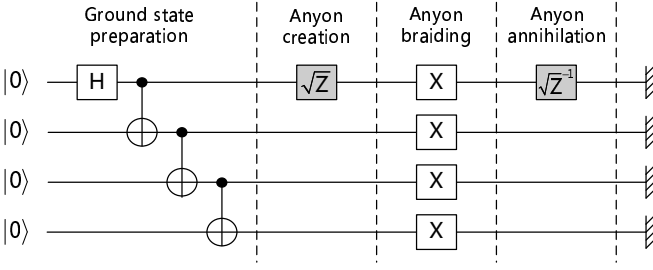 Ground state
preparation
Anyon
creation
Anyon
braiding
Anyon
annihilation
|0⟩ H √Z X √Z⁻¹
|0⟩ X
|0⟩ X
|0⟩ X